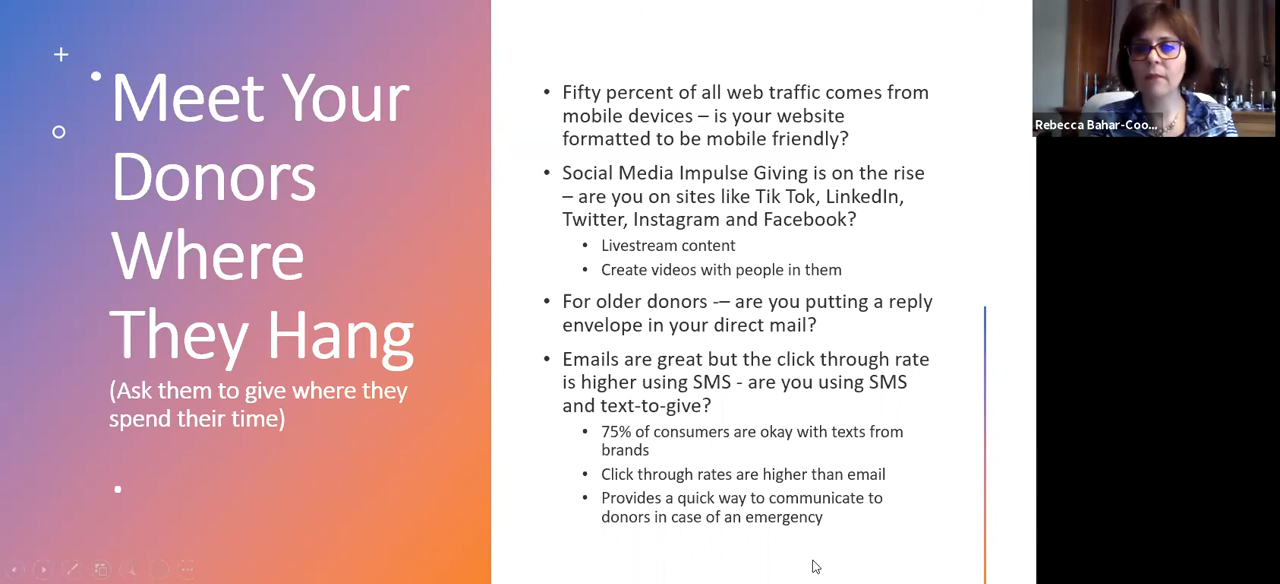 Meet Your
Donors
Where
They Hang
(Ask them to give where they
spend their time)
• Fifty percent of all web traffic comes from
mobile devices – is your website
formatted to be mobile friendly?
• Social Media Impulse Giving is on the rise
– are you on sites like Tik Tok, LinkedIn,
Twitter, Instagram and Facebook?
• Livestream content
• Create videos with people in them
• For older donors -– are you putting a reply
envelope in your direct mail?
• Emails are great but the click through rate
is higher using SMS - are you using SMS
and text-to-give?
• 75% of consumers are okay with texts from
brands
• Click through rates are higher than email
• Provides a quick way to communicate to
donors in case of an emergency
Rebecca Bahar-Coo...